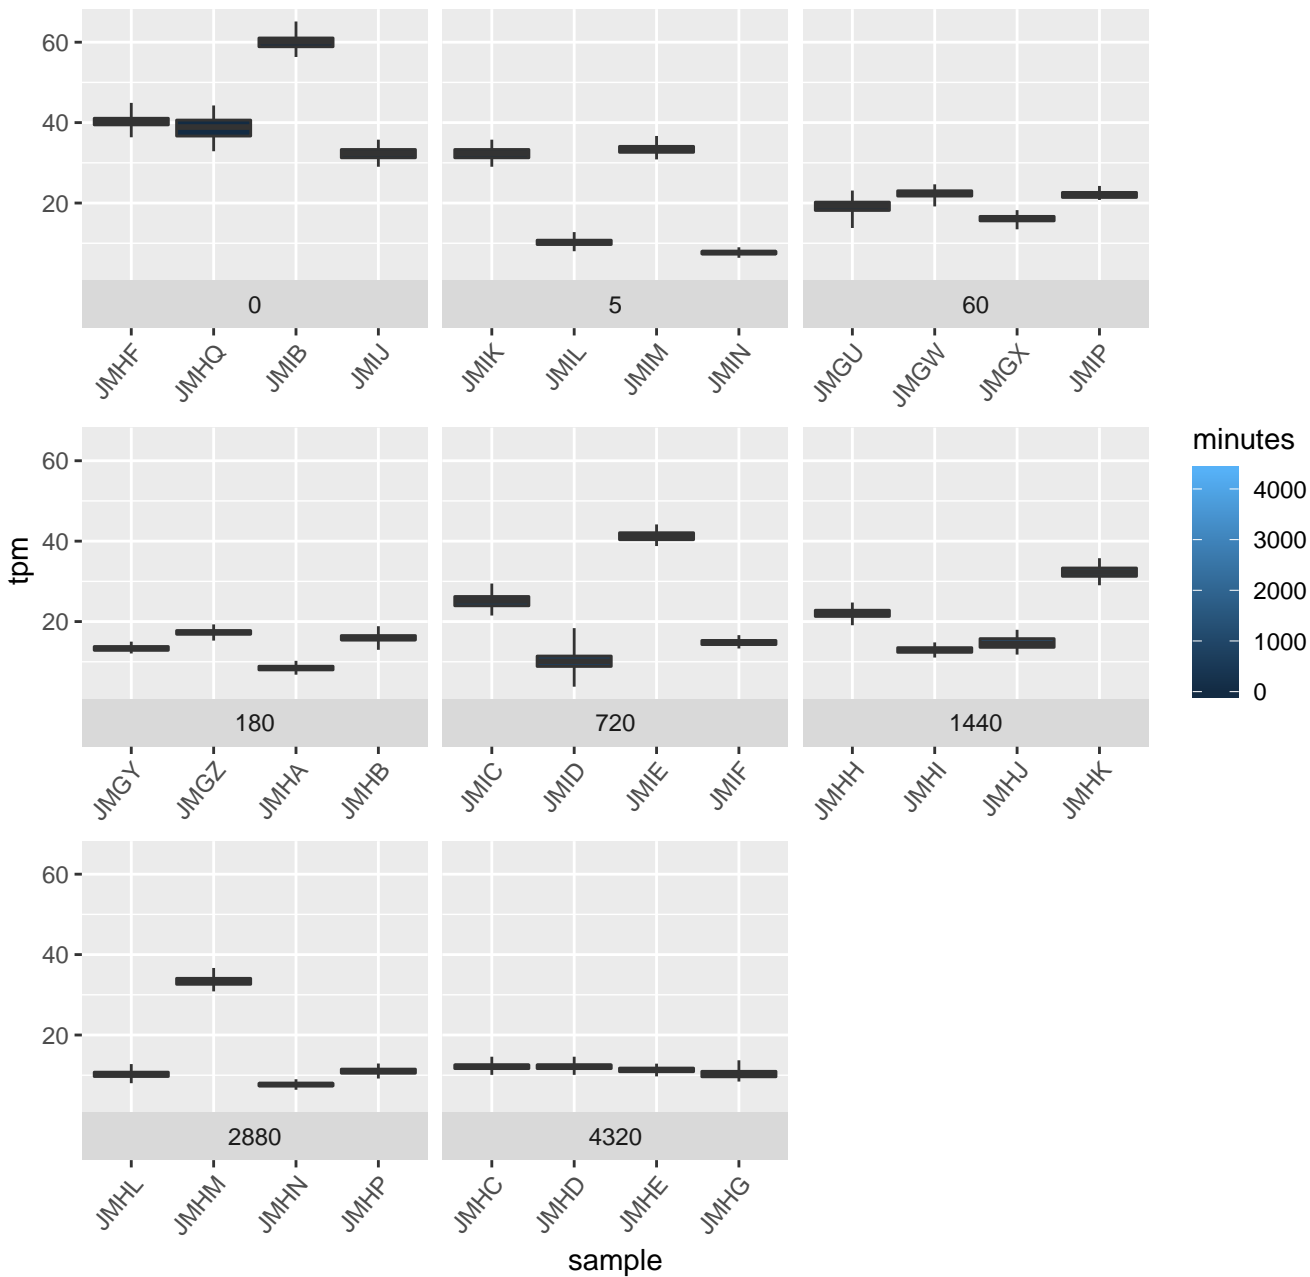 60
40
20
0
5
60
JMHF
JMHQ
JMIB
JMIJ
JMIK
JMIL
JMIM
JMIN
JMGU
JMGW
JMGX
JMIP
tpm
60
40
20
180
720
1440
JMGY
JMGZ
JMHA
JMHB
JMIC
JMID
JMIE
JMIF
JMHH
JMHI
JMHJ
JMHK
minutes
4000
3000
2000
1000
0
60
40
20
2880
4320
JMHL
JMHM
JMHN
JMHP
JMHC
JMHD
JMHE
JMHG
sample